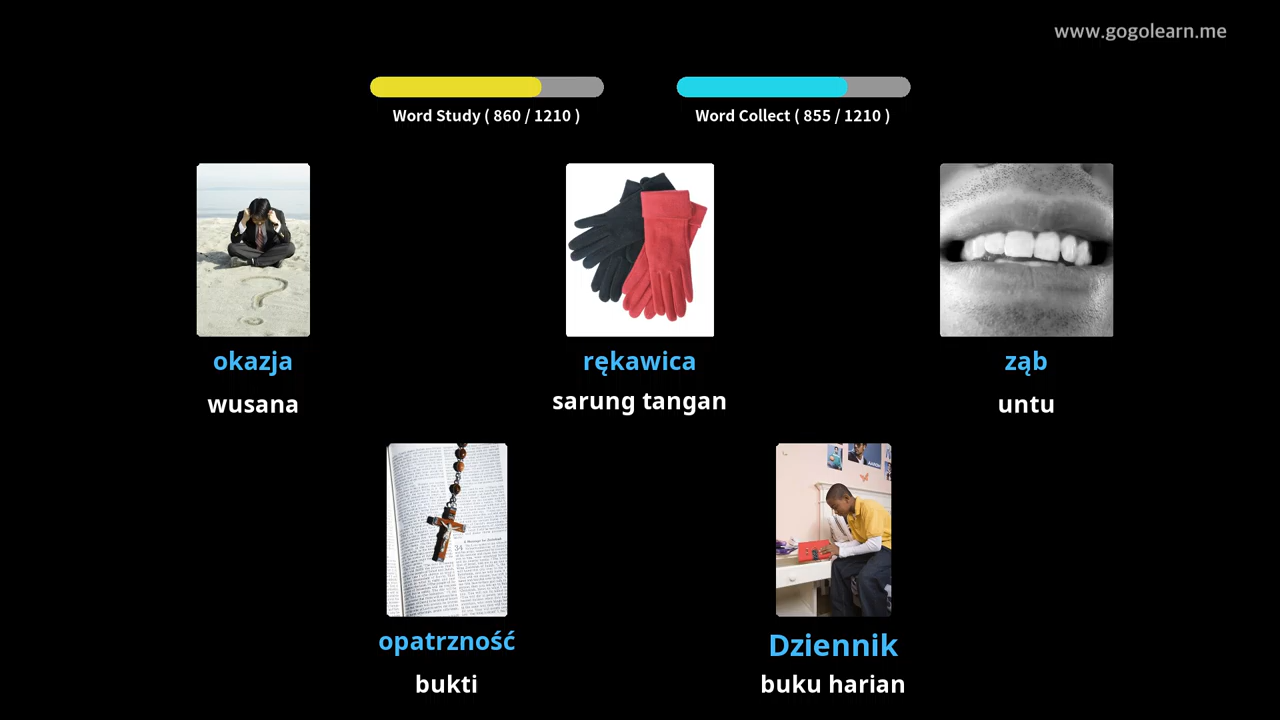 www.gogolearn.me
Word Study ( 860 / 1210 )
Word Collect ( 855 / 1210 )
okazja
rękawica
ząb
wusana
sarung tangan
untu
opatrzność
Dziennik
bukti
buku harian